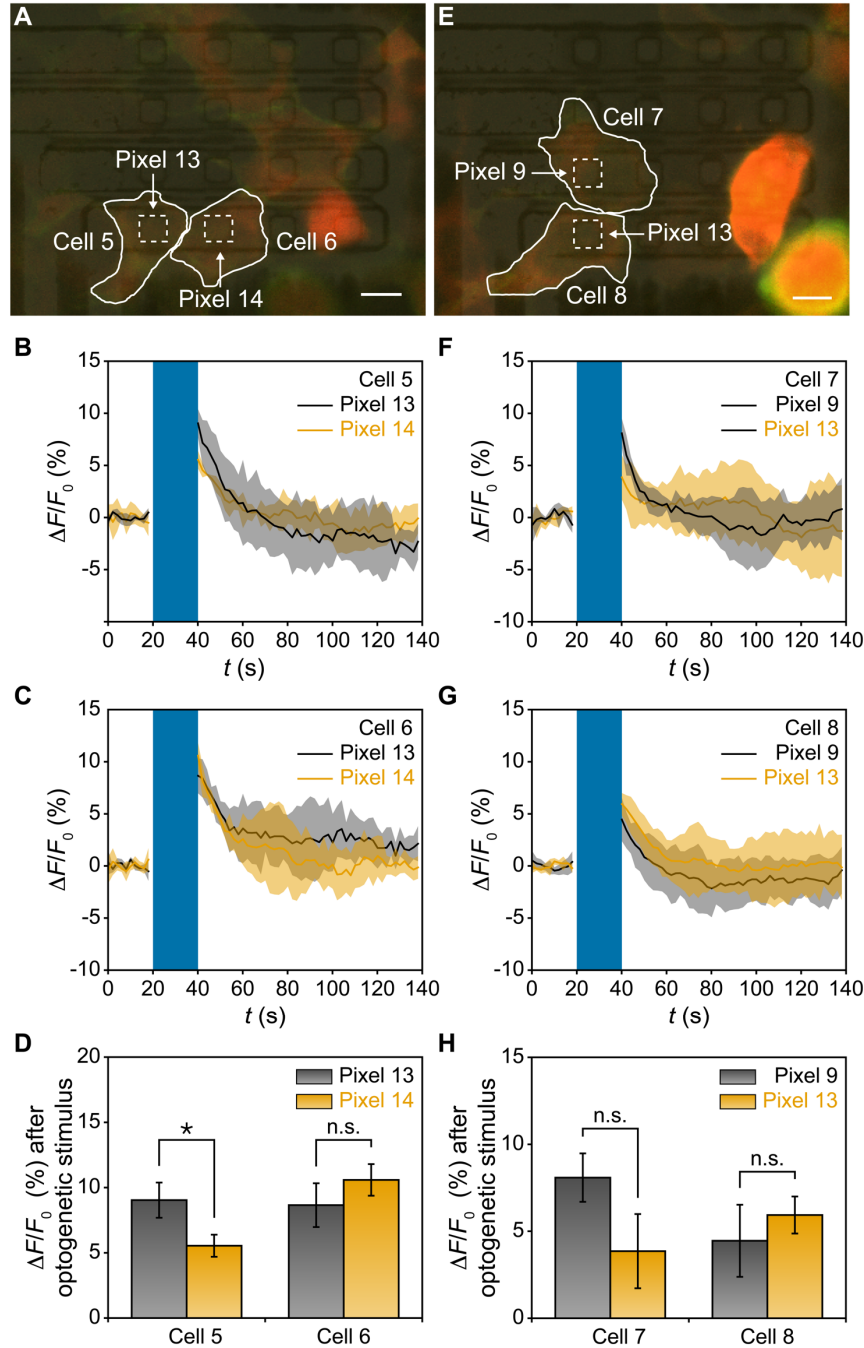 A
Pixel 13
Cell 5
Cell 6
Pixel 14
E
Cell 7
Pixel 9
Pixel 13
Cell 8
B
15
10
5
0
-5
ΔF/F0 (%)
0 20 40 60 80 100 120 140
t (s)
Cell 5
Pixel 13
Pixel 14
F
15
10
5
0
-5
-10
ΔF/F0 (%)
0 20 40 60 80 100 120 140
t (s)
Cell 7
Pixel 9
Pixel 13
C
15
10
5
0
-5
-10
ΔF/F0 (%)
0 20 40 60 80 100 120 140
t (s)
Cell 6
Pixel 13
Pixel 14
G
15
10
5
0
-5
-10
ΔF/F0 (%)
0 20 40 60 80 100 120 140
t (s)
Cell 8
Pixel 9
Pixel 13
D
20
15
10
5
0
ΔF/F0 (%) after
optogenetic stimulus
Pixel 13
Pixel 14
*
n.s.
Cell 5 Cell 6
H
15
10
5
0
ΔF/F0 (%) after
optogenetic stimulus
Pixel 9
Pixel 13
n.s.
n.s.
Cell 7 Cell 8